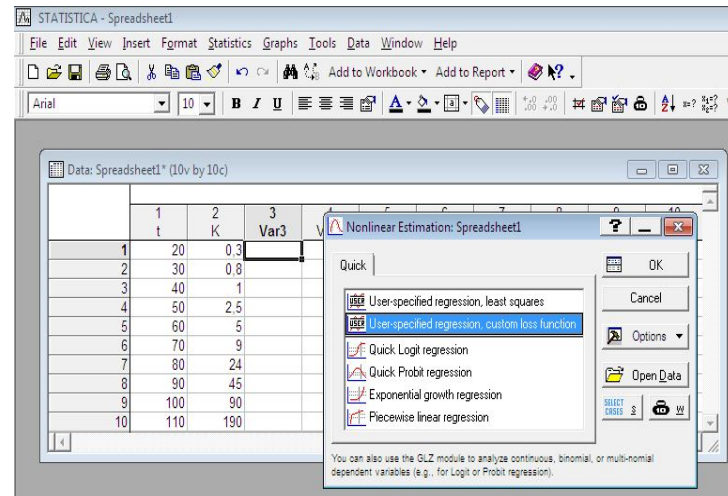 STATISTICA - Spreadsheet1
File Edit View Insert Format Statistics Graphs Tools Data Window Help
Add to Workbook Add to Report
Arial 10 B I U
Data: Spreadsheet1* (10v by 10c)
1 2 3
t K Var3
1 20 0,3
2 30 0,8
3 40 1
4 50 2,5
5 60 5
6 70 9
7 80 24
8 90 45
9 100 90
10 110 190
Nonlinear Estimation: Spreadsheet1
Quick
User-specified regression, least squares
User-specified regression, custom loss function
Quick Logit regression
Quick Probit regression
Exponential growth regression
Piecewise linear regression
OK
Cancel
Options
Open Data
SELECT CASES S W
You can also use the GLZ module to analyze continuous, binomial, or multi-nomial
dependent variables (e.g., for Logit or Probit regression).